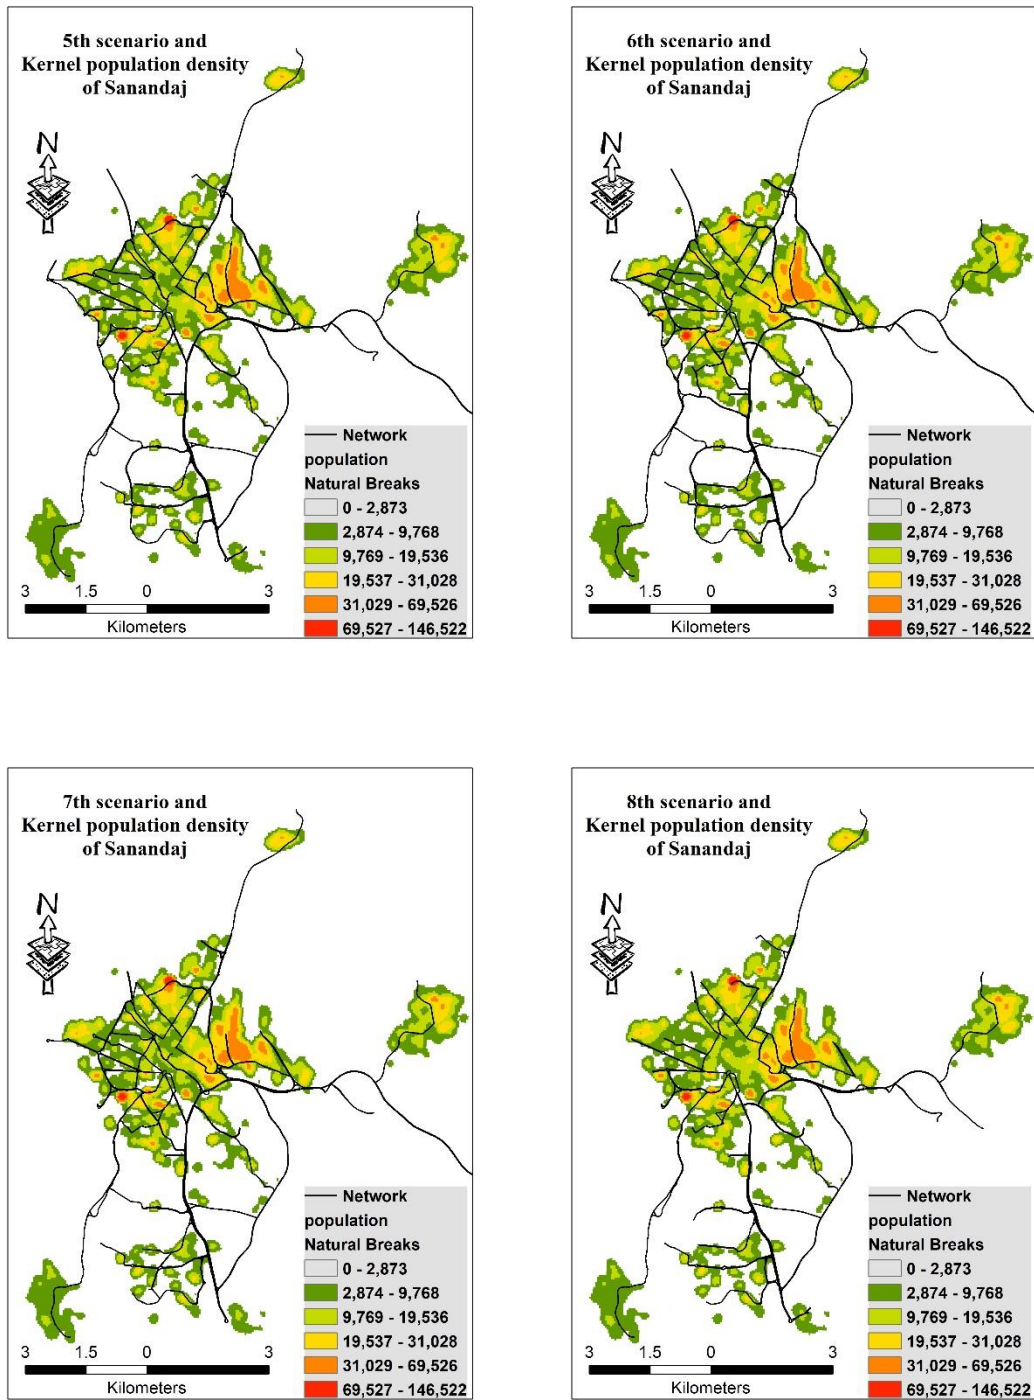 5th scenario and
Kernel population density
of Sanandaj
N
Network
population
Natural Breaks
0 - 2,873
2,874 - 9,768
9,769 - 19,536
19,537 - 31,028
31,029 - 69,526
69,527 - 146,522
3 1.5 0 3
Kilometers
6th scenario and
Kernel population density
of Sanandaj
N
Network
population
Natural Breaks
0 - 2,873
2,874 - 9,768
9,769 - 19,536
19,537 - 31,028
31,029 - 69,526
69,527 - 146,522
3 1.5 0 3
Kilometers
7th scenario and
Kernel population density
of Sanandaj
N
Network
population
Natural Breaks
0 - 2,873
2,874 - 9,768
9,769 - 19,536
19,537 - 31,028
31,029 - 69,526
69,527 - 146,522
3 1.5 0 3
Kilometers
8th scenario and
Kernel population density
of Sanandaj
N
Network
population
Natural Breaks
0 - 2,873
2,874 - 9,768
9,769 - 19,536
19,537 - 31,028
31,029 - 69,526
69,527 - 146,522
3 1.5 0 3
Kilometers